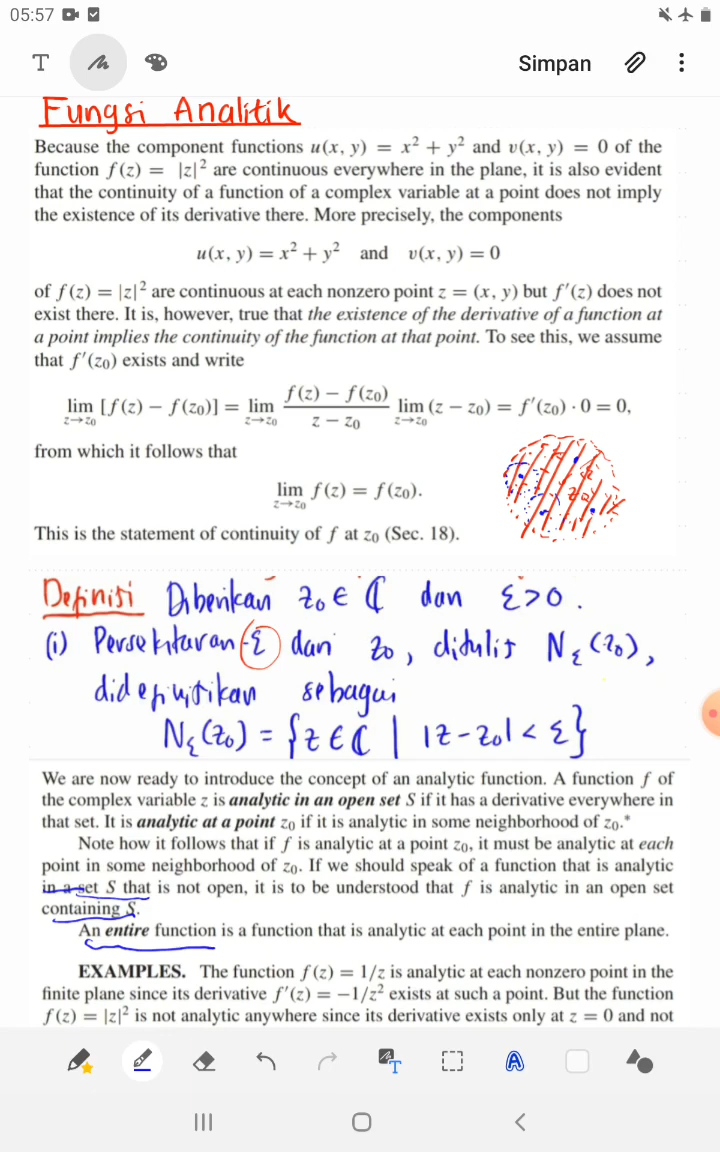 05:57
T
Simpan
Fungsi Analitik
Because the component functions u(x, y) = x² + y² and v(x, y) = 0 of the
function f(z) = |z|² are continuous everywhere in the plane, it is also evident
that the continuity of a function of a complex variable at a point does not imply
the existence of its derivative there. More precisely, the components
u(x, y) = x² + y² and v(x, y) = 0
of f(z) = |z|² are continuous at each nonzero point z = (x, y) but f′(z) does not
exist there. It is, however, true that the existence of the derivative of a function at
a point implies the continuity of the function at that point. To see this, we assume
that f′(z₀) exists and write
lim z→z₀ [f(z) − f(z₀)] = lim z→z₀ (f(z) − f(z₀))/(z − z₀) lim z→z₀ (z − z₀) = f′(z₀) · 0 = 0,
from which it follows that
lim z→z₀ f(z) = f(z₀).
This is the statement of continuity of f at z₀ (Sec. 18).
Definisi Diberikan z₀ ∈ ℂ dan ε>0.
(i) Persekitaran-ε dari z₀, ditulis N_ε(z₀),
didefinisikan sebagai
N_ε(z₀) = {z ∈ ℂ | |z-z₀| < ε}
We are now ready to introduce the concept of an analytic function. A function f of
the complex variable z is analytic in an open set S if it has a derivative everywhere in
that set. It is analytic at a point z₀ if it is analytic in some neighborhood of z₀.*
Note how it follows that if f is analytic at a point z₀, it must be analytic at each
point in some neighborhood of z₀. If we should speak of a function that is analytic
in a set S that is not open, it is to be understood that f is analytic in an open set
containing S.
An entire function is a function that is analytic at each point in the entire plane.
EXAMPLES. The function f(z) = 1/z is analytic at each nonzero point in the
finite plane since its derivative f′(z) = −1/z² exists at such a point. But the function
f(z) = |z|² is not analytic anywhere since its derivative exists only at z = 0 and not
T
A